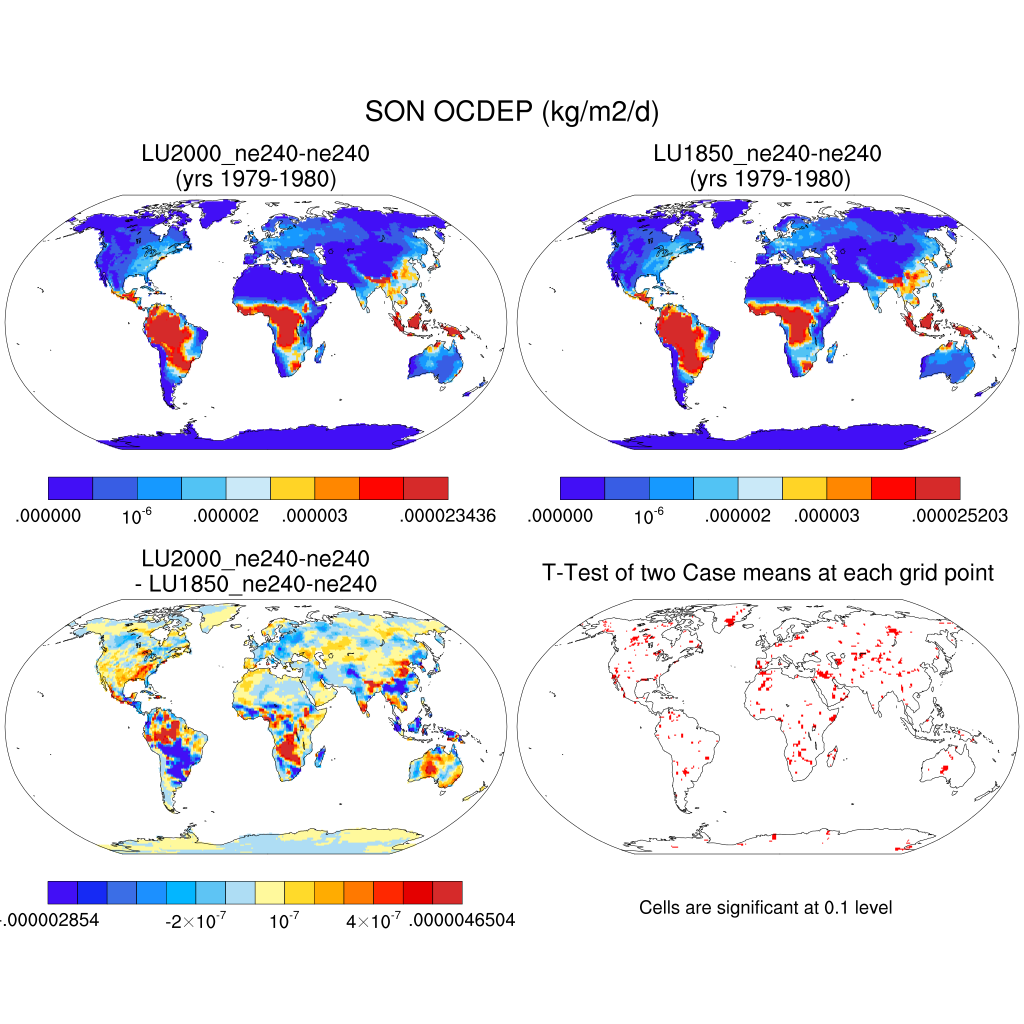 SON OCDEP (kg/m2/d)
LU2000_ne240-ne240
(yrs 1979-1980)
LU1850_ne240-ne240
(yrs 1979-1980)
.000000 10-6 .000002 .000003 .000023436
.000000 10-6 .000002 .000003 .000025203
LU2000_ne240-ne240
- LU1850_ne240-ne240
T-Test of two Case means at each grid point
-.000002854 -2×10-7 10-7 4×10-7 .0000046504
Cells are significant at 0.1 level